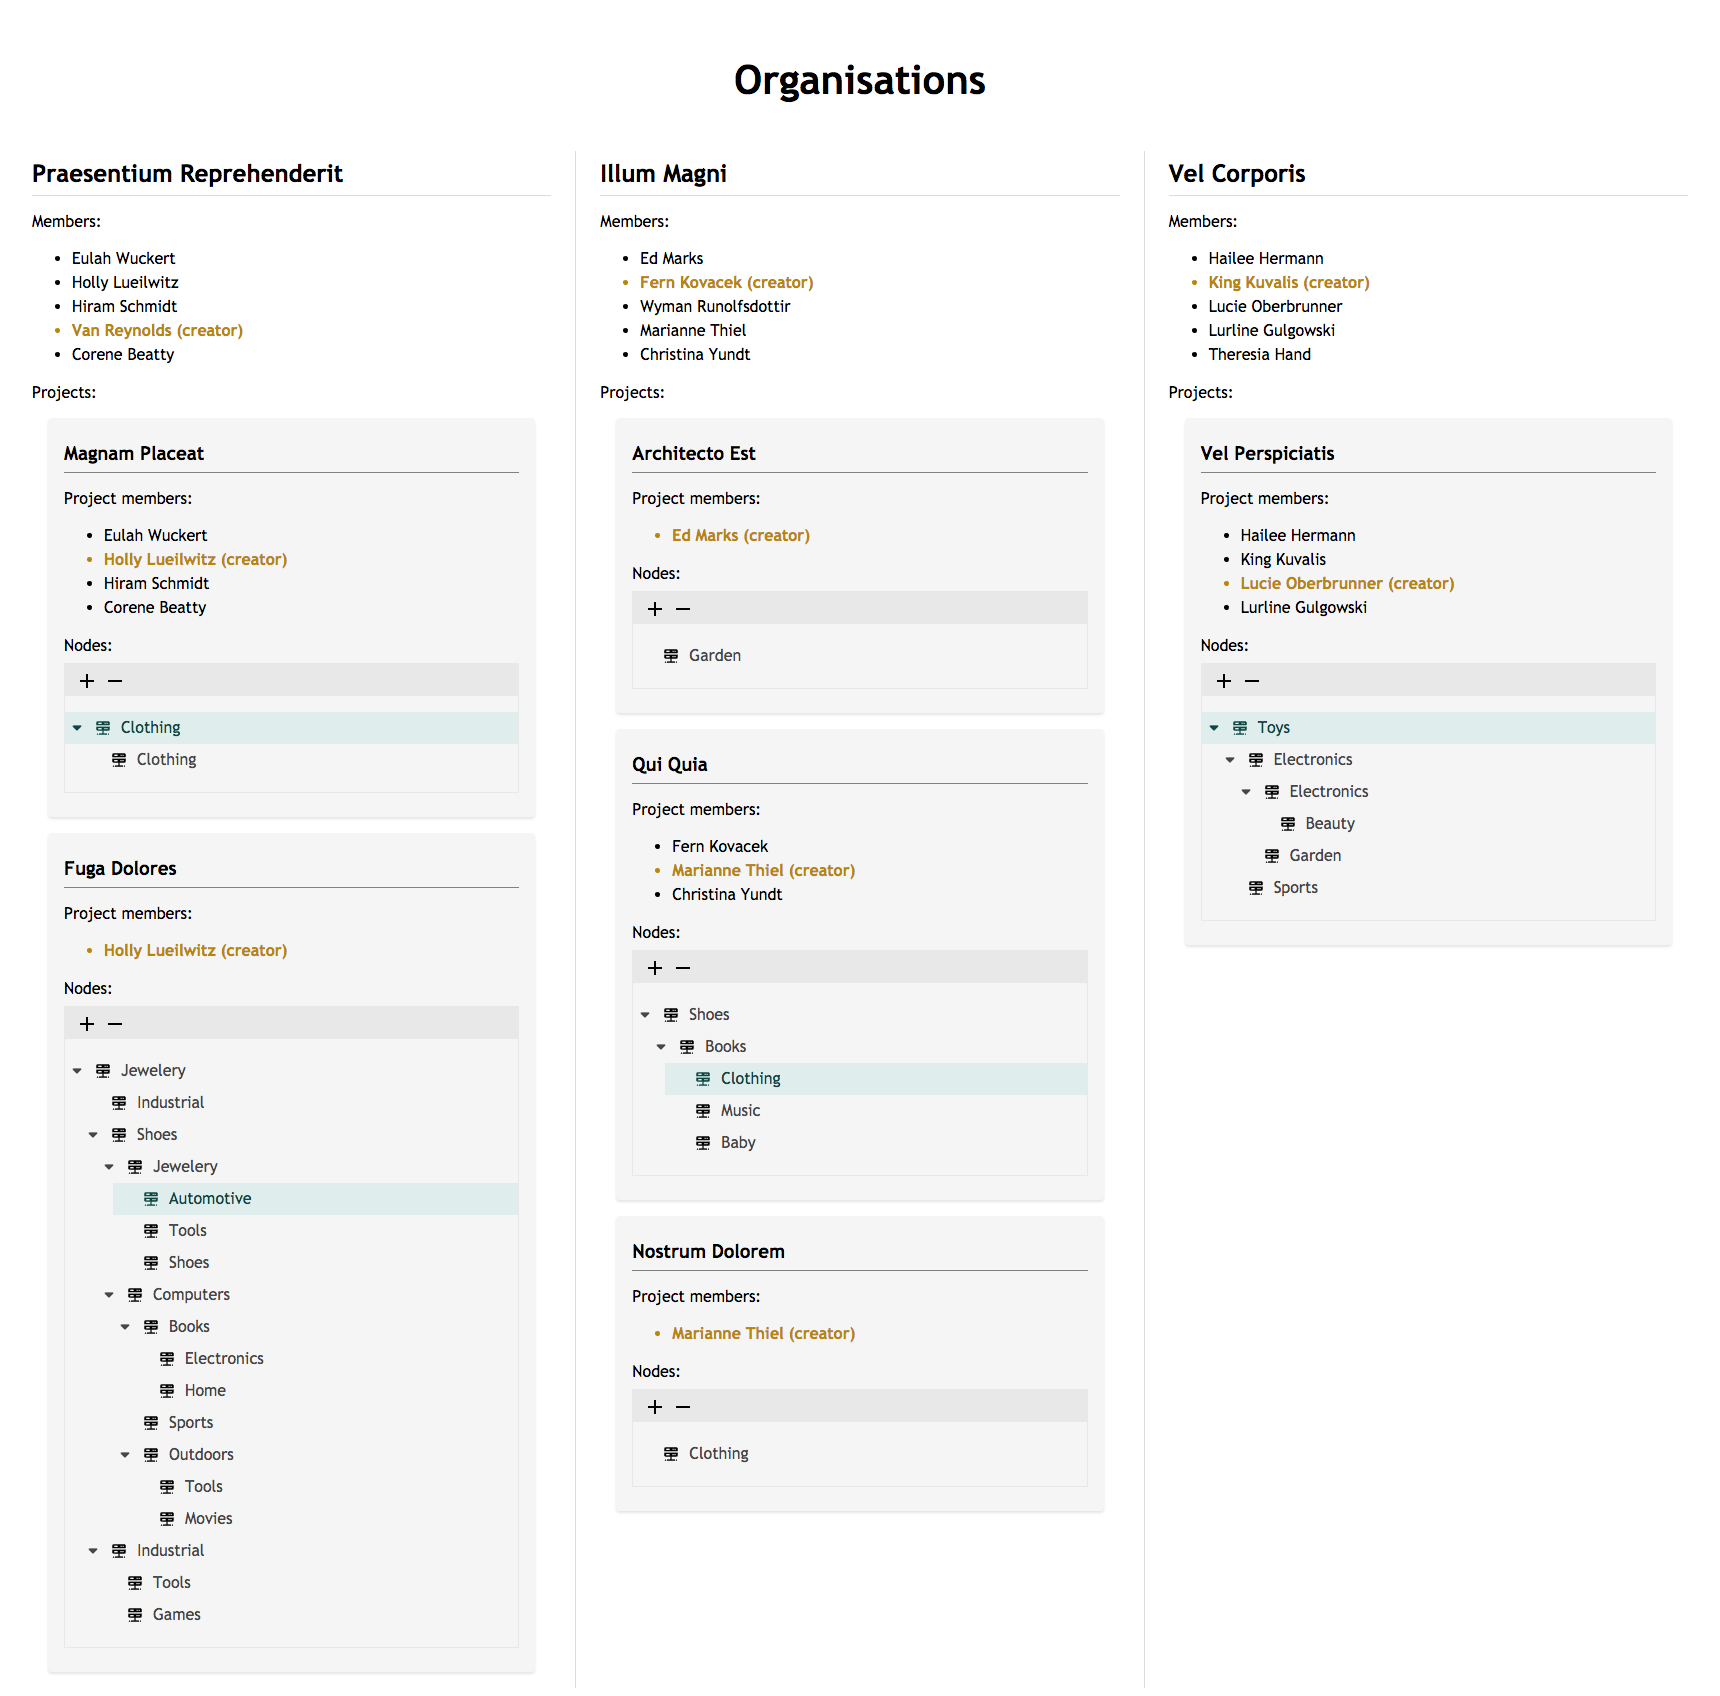 Organisations
Praesentium Reprehenderit
Members:
Eulah Wuckert
Holly Lueilwitz
Hiram Schmidt
Van Reynolds (creator)
Corene Beatty
Projects:
Magnam Placeat
Project members:
Eulah Wuckert
Holly Lueilwitz (creator)
Hiram Schmidt
Corene Beatty
Nodes:
Clothing
Clothing
Fuga Dolores
Project members:
Holly Lueilwitz (creator)
Nodes:
Jewelery
Industrial
Shoes
Jewelery
Automotive
Tools
Shoes
Computers
Books
Electronics
Home
Sports
Outdoors
Tools
Movies
Industrial
Tools
Games
Illum Magni
Members:
Ed Marks
Fern Kovacek (creator)
Wyman Runolfsdottir
Marianne Thiel
Christina Yundt
Projects:
Architecto Est
Project members:
Ed Marks (creator)
Nodes:
Garden
Qui Quia
Project members:
Fern Kovacek
Marianne Thiel (creator)
Christina Yundt
Nodes:
Shoes
Books
Clothing
Music
Baby
Nostrum Dolorem
Project members:
Marianne Thiel (creator)
Nodes:
Clothing
Vel Corporis
Members:
Hailee Hermann
King Kuvalis (creator)
Lucie Oberbrunner
Lurline Gulgowski
Theresia Hand
Projects:
Vel Perspiciatis
Project members:
Hailee Hermann
King Kuvalis
Lucie Oberbrunner (creator)
Lurline Gulgowski
Nodes:
Toys
Electronics
Electronics
Beauty
Garden
Sports